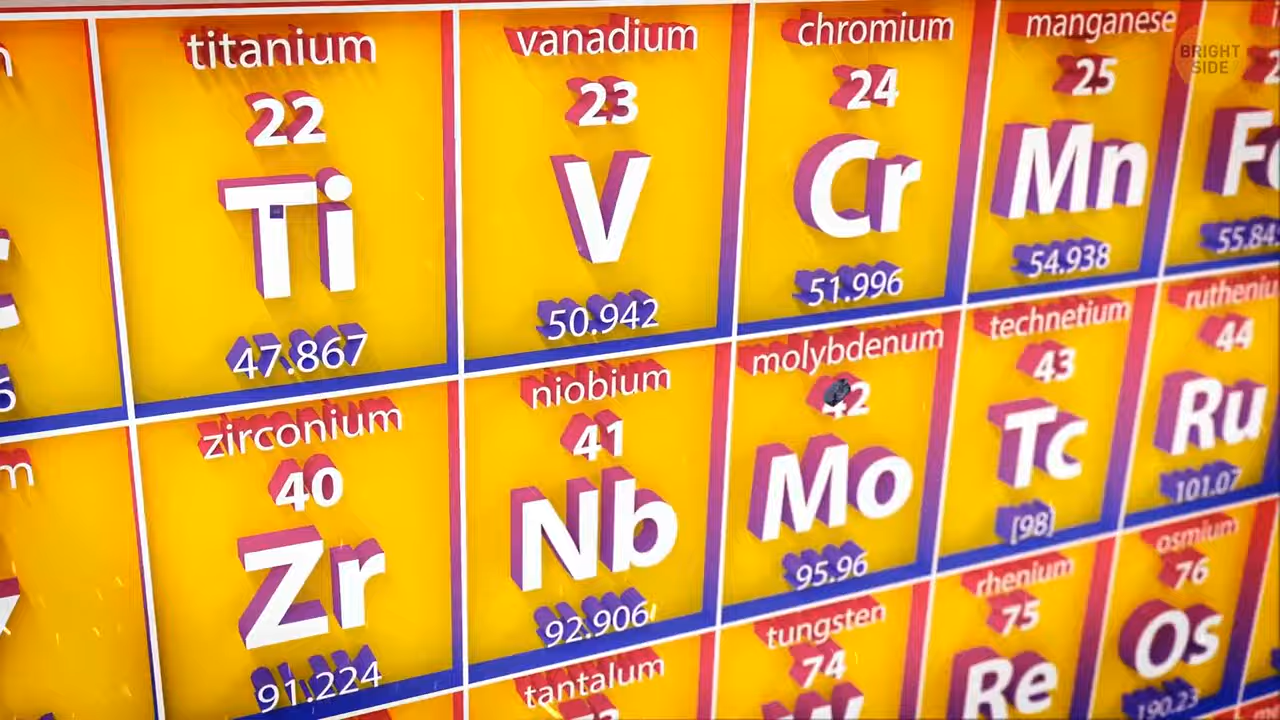 titanium
22
Ti
47.867
vanadium
23
V
50.942
chromium
24
Cr
51.996
manganese
25
Mn
54.938
BRIGHT
SIDE
zirconium
40
Zr
91.224
niobium
41
Nb
92.906
molybdenum
42
Mo
95.96
technetium
43
Tc
[98]
44
Ru
101.07
tantalum
tungsten
74
rhenium
75
Re
osmium
76
Os
190.23